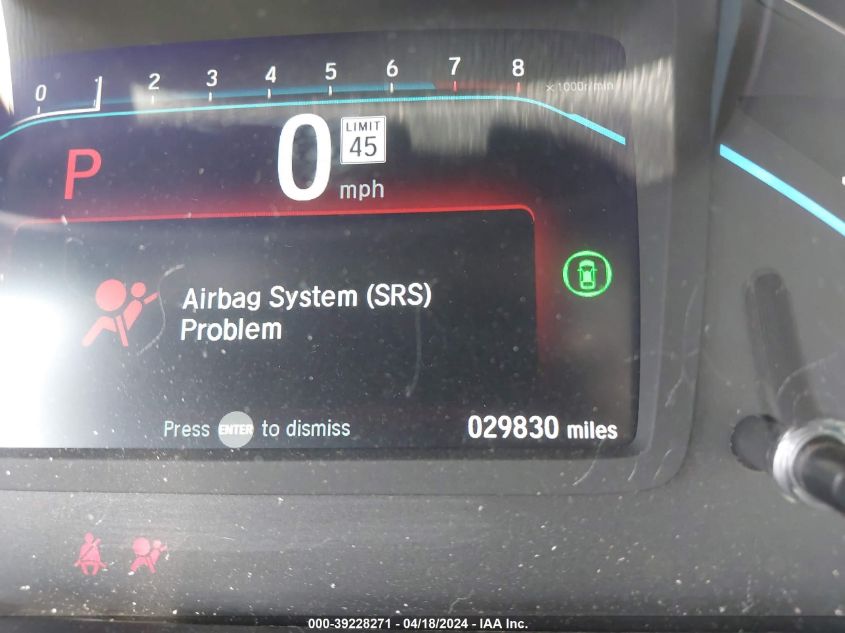 0 1 2 3 4 5 6 7 8 x1000r/min
P
0 mph
LIMIT
45
Airbag System (SRS)
Problem
Press ENTER to dismiss
029830 miles
000-39228271 - 04/18/2024 - IAA Inc.